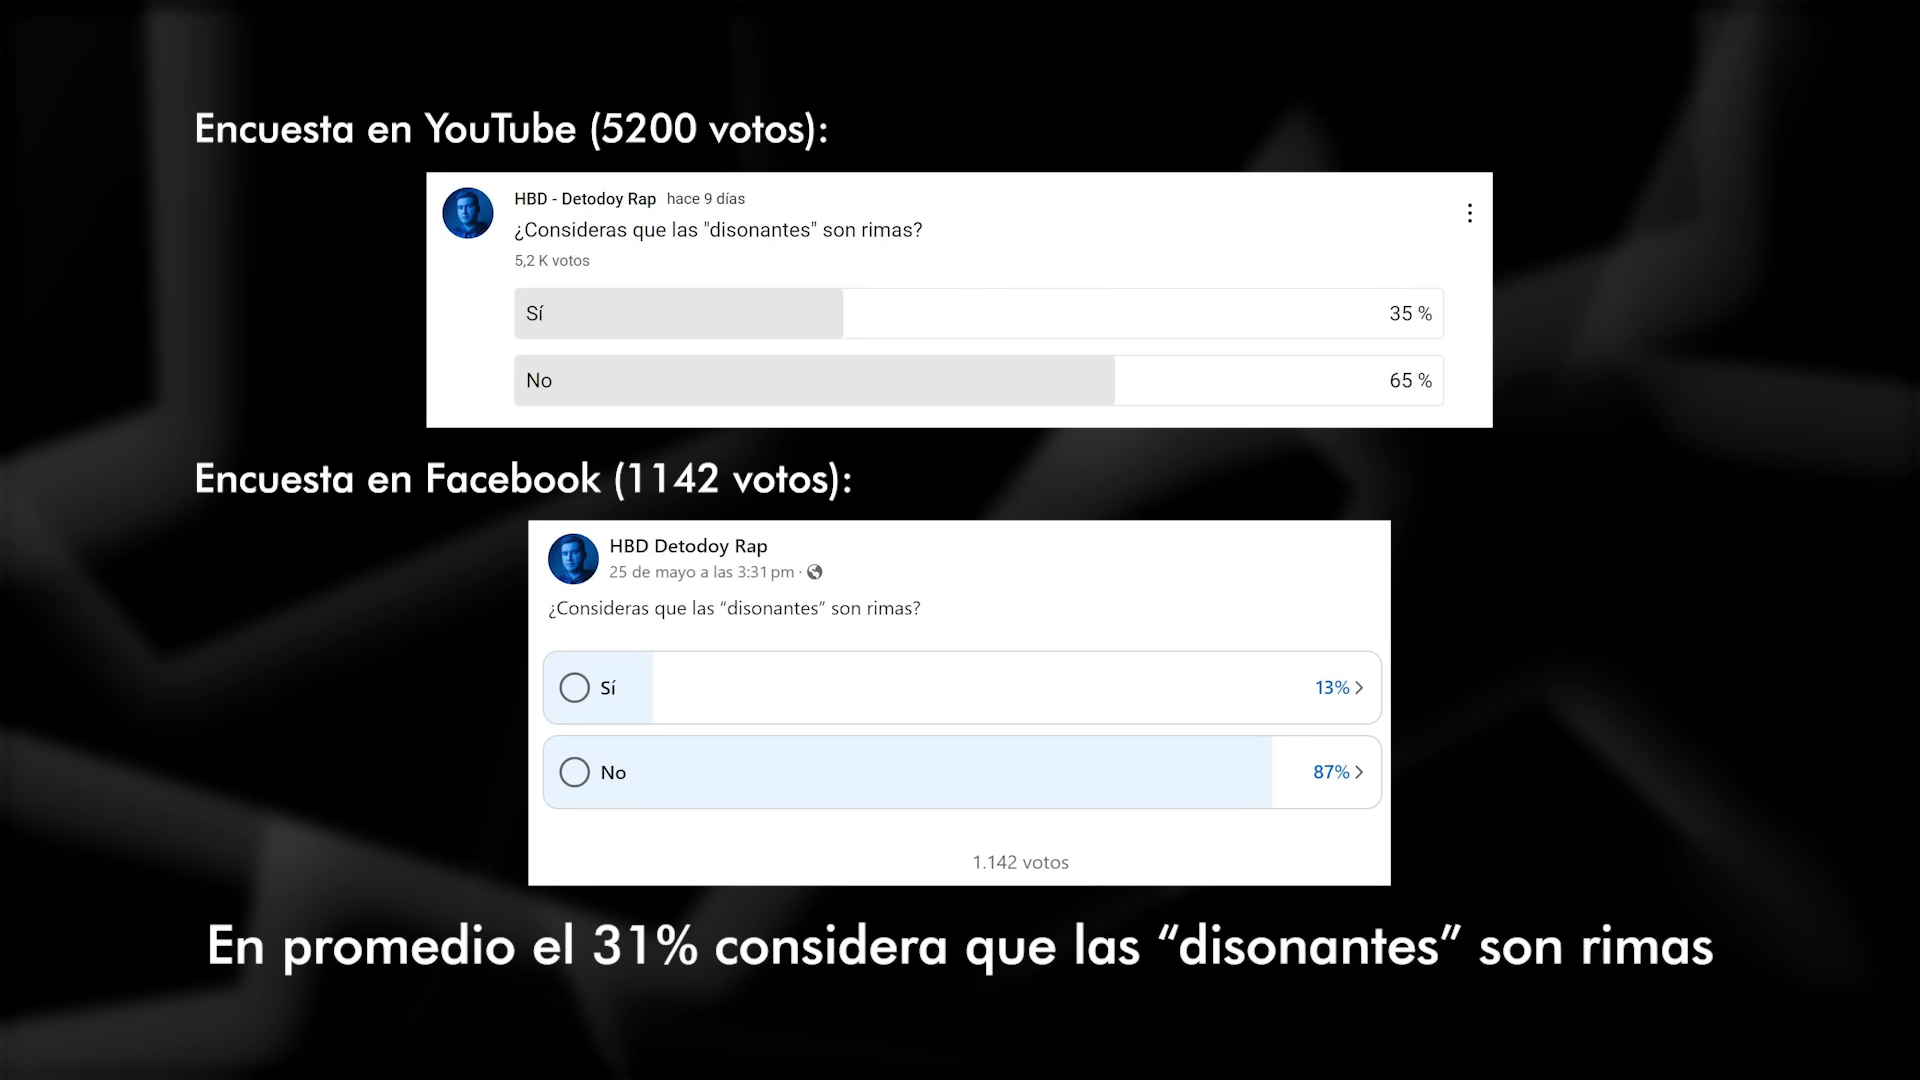 Encuesta en YouTube (5200 votos):
HBD - Detodoy Rap hace 9 días
¿Consideras que las "disonantes" son rimas?
5,2 K votos
Sí 35 %
No 65 %
Encuesta en Facebook (1142 votos):
HBD Detodoy Rap
25 de mayo a las 3:31 pm ·
¿Consideras que las “disonantes” son rimas?
Sí 13%
No 87%
1.142 votos
En promedio el 31% considera que las “disonantes” son rimas